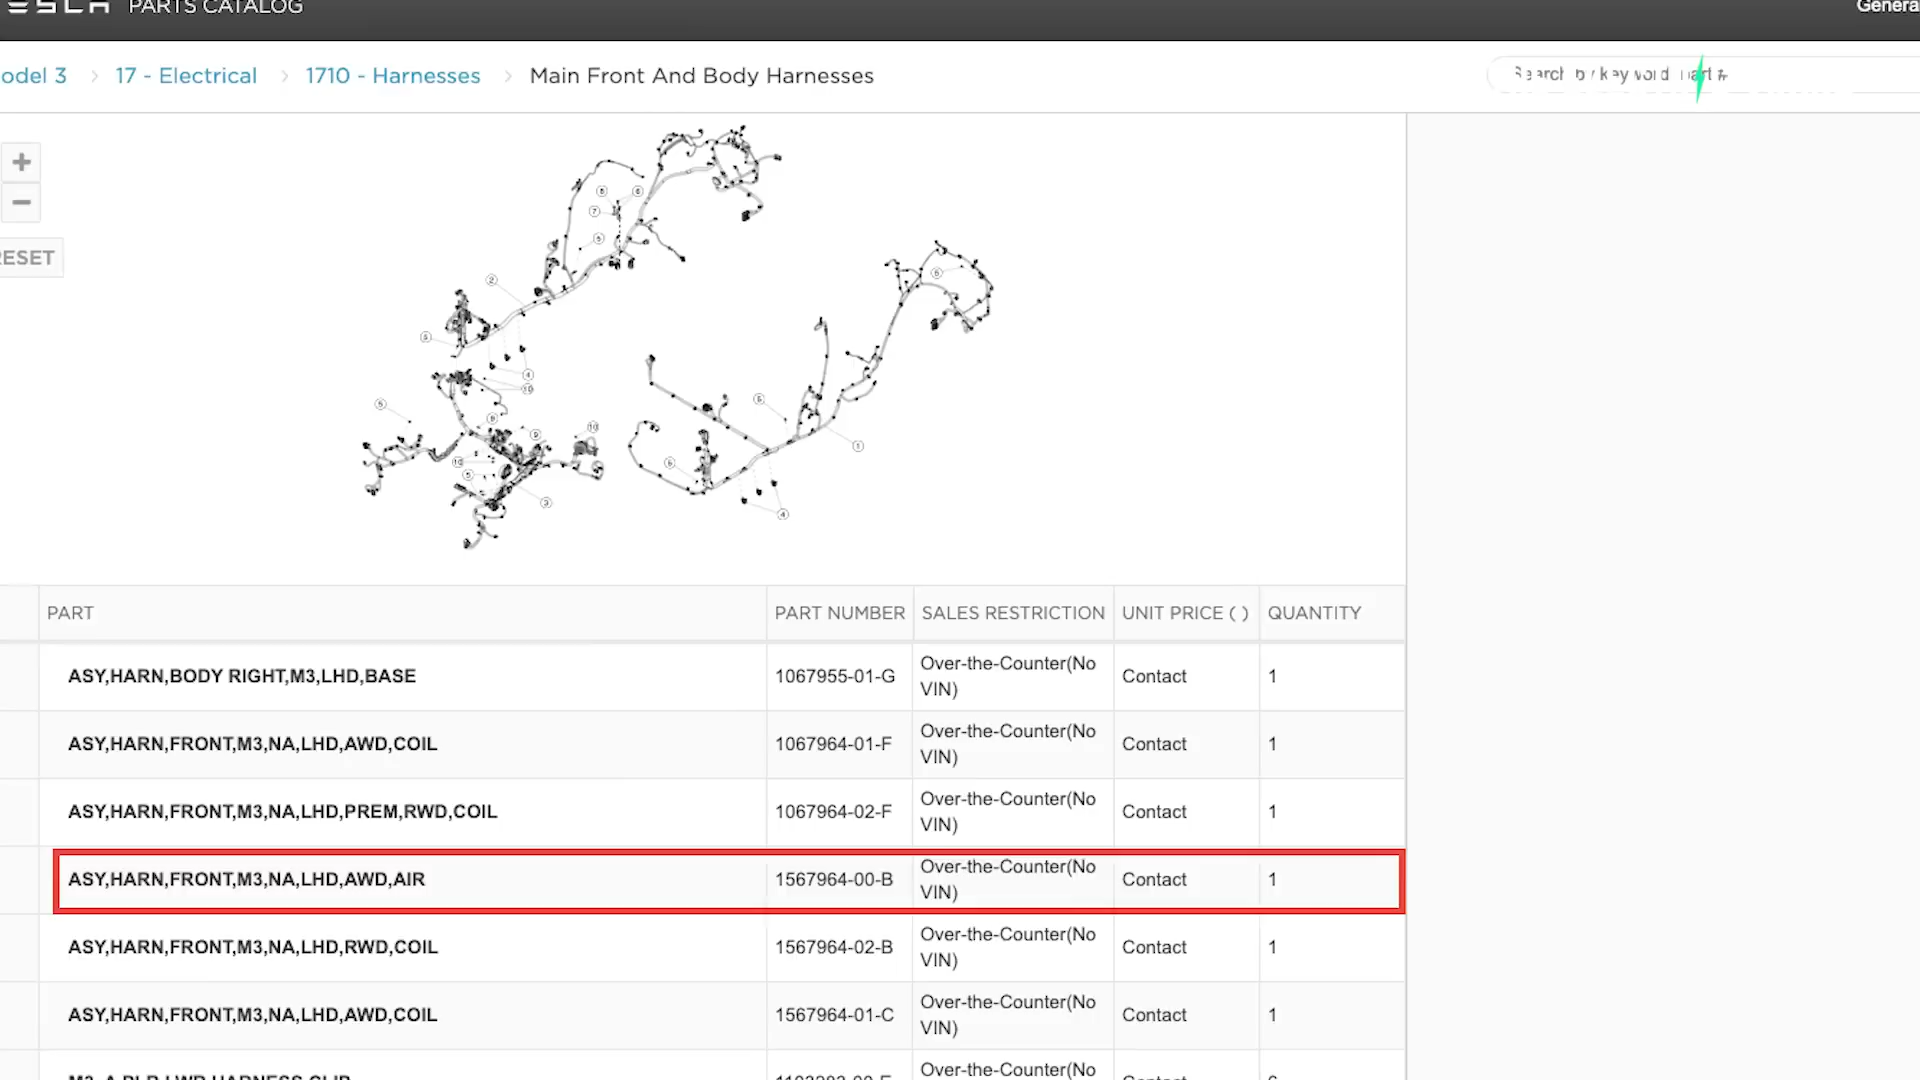 PARTS CATALOG
General
odel 3 > 17 - Electrical > 1710 - Harnesses > Main Front And Body Harnesses
+
−
RESET
PART PART NUMBER SALES RESTRICTION UNIT PRICE ( ) QUANTITY
ASY,HARN,BODY RIGHT,M3,LHD,BASE 1067955-01-G Over-the-Counter(No VIN) Contact 1
ASY,HARN,FRONT,M3,NA,LHD,AWD,COIL 1067964-01-F Over-the-Counter(No VIN) Contact 1
ASY,HARN,FRONT,M3,NA,LHD,PREM,RWD,COIL 1067964-02-F Over-the-Counter(No VIN) Contact 1
ASY,HARN,FRONT,M3,NA,LHD,AWD,AIR 1567964-00-B Over-the-Counter(No VIN) Contact 1
ASY,HARN,FRONT,M3,NA,LHD,RWD,COIL 1567964-02-B Over-the-Counter(No VIN) Contact 1
ASY,HARN,FRONT,M3,NA,LHD,AWD,COIL 1567964-01-C Over-the-Counter(No VIN) Contact 1
Over-the-Counter(No